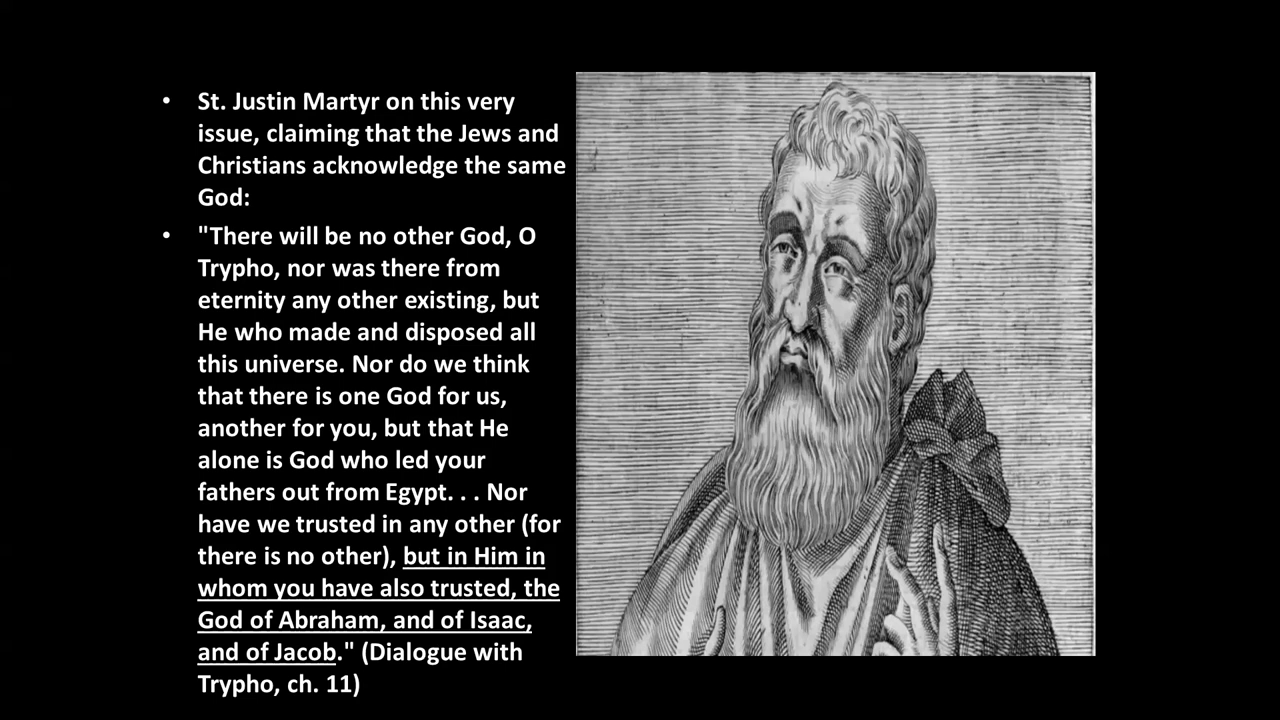 • St. Justin Martyr on this very
issue, claiming that the Jews and
Christians acknowledge the same
God:
• "There will be no other God, O
Trypho, nor was there from
eternity any other existing, but
He who made and disposed all
this universe. Nor do we think
that there is one God for us,
another for you, but that He
alone is God who led your
fathers out from Egypt. . . Nor
have we trusted in any other (for
there is no other), but in Him in
whom you have also trusted, the
God of Abraham, and of Isaac,
and of Jacob." (Dialogue with
Trypho, ch. 11)